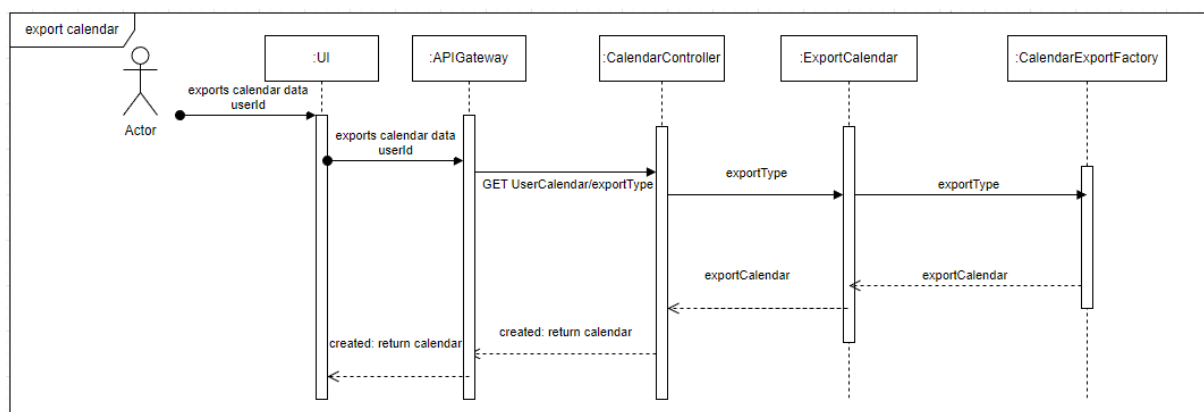 export calendar
:UI
:APIGateway
:CalendarController
:ExportCalendar
:CalendarExportFactory
exports calendar data
userId
Actor
exports calendar data
userId
GET UserCalendar/exportType
exportType
exportType
exportCalendar
exportCalendar
created: return calendar
created: return calendar